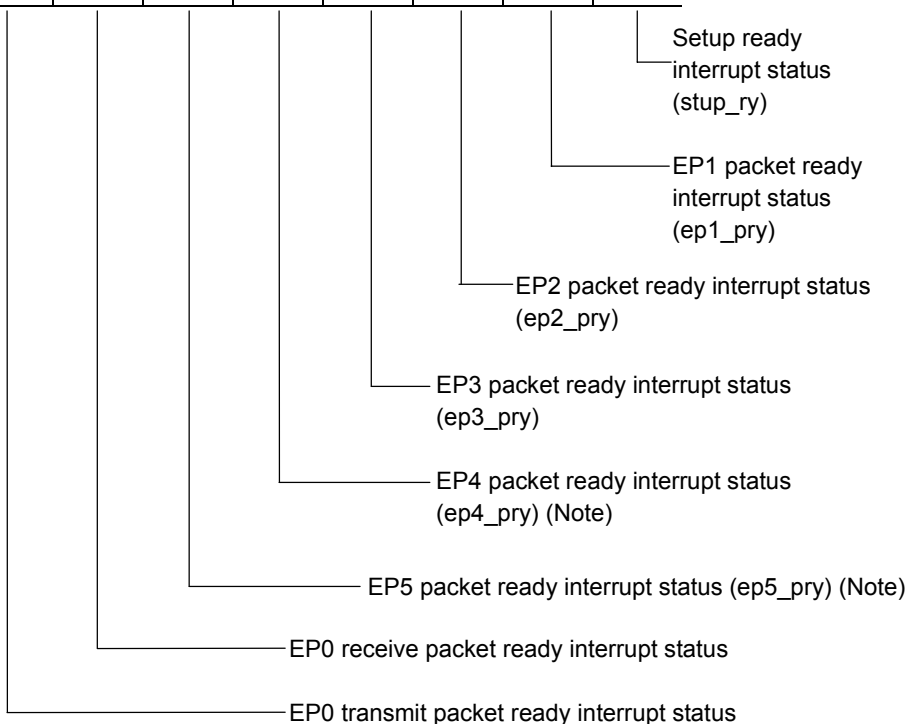 Setup ready
interrupt status
(stup_ry)
EP1 packet ready
interrupt status
(ep1_pry)
EP2 packet ready interrupt status
(ep2_pry)
EP3 packet ready interrupt status
(ep3_pry)
EP4 packet ready interrupt status
(ep4_pry) (Note)
EP5 packet ready interrupt status (ep5_pry) (Note)
EP0 receive packet ready interrupt status
EP0 transmit packet ready interrupt status